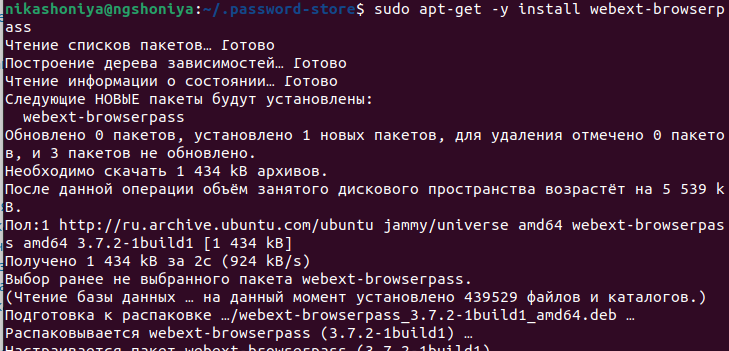 nikashoniya@ngshoniya:~/.password-store$ sudo apt-get -y install webext-browserp
ass
Чтение списков пакетов… Готово
Построение дерева зависимостей… Готово
Чтение информации о состоянии… Готово
Следующие НОВЫЕ пакеты будут установлены:
  webext-browserpass
Обновлено 0 пакетов, установлено 1 новых пакетов, для удаления отмечено 0 пакето
в, и 3 пакетов не обновлено.
Необходимо скачать 1 434 kB архивов.
После данной операции объём занятого дискового пространства возрастёт на 5 539 k
B.
Пол:1 http://ru.archive.ubuntu.com/ubuntu jammy/universe amd64 webext-browserpas
s amd64 3.7.2-1build1 [1 434 kB]
Получено 1 434 kB за 2с (924 kB/s)
Выбор ранее не выбранного пакета webext-browserpass.
(Чтение базы данных … на данный момент установлено 439529 файлов и каталогов.)
Подготовка к распаковке …/webext-browserpass_3.7.2-1build1_amd64.deb …
Распаковывается webext-browserpass (3.7.2-1build1) …
Настраивается пакет webext-browserpass (3.7.2-1build1)